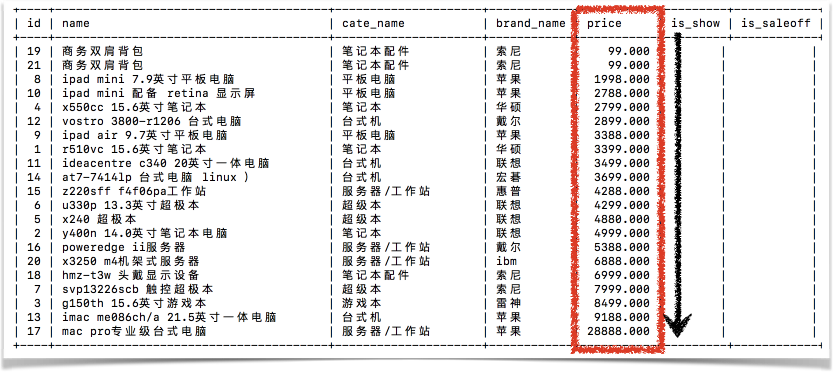 id | name | cate_name | brand_name | price | is_show | is_saleoff
19 | 商务双肩背包 | 笔记本配件 | 索尼 | 99.000
21 | 商务双肩背包 | 笔记本配件 | 索尼 | 99.000
8 | ipad mini 7.9英寸平板电脑 | 平板电脑 | 苹果 | 1998.000
10 | ipad mini 配备 retina 显示屏 | 平板电脑 | 苹果 | 2788.000
4 | x550cc 15.6英寸笔记本 | 笔记本 | 华硕 | 2799.000
12 | vostro 3800-r1206 台式电脑 | 台式机 | 戴尔 | 2899.000
9 | ipad air 9.7英寸平板电脑 | 平板电脑 | 苹果 | 3388.000
1 | r510vc 15.6英寸笔记本 | 笔记本 | 华硕 | 3399.000
11 | ideacentre c340 20英寸一体电脑 | 台式机 | 联想 | 3499.000
14 | at7-7414lp 台式电脑 linux ) | 台式机 | 宏碁 | 3699.000
15 | z220sff f4f06pa工作站 | 服务器/工作站 | 惠普 | 4288.000
6 | u330p 13.3英寸超极本 | 超级本 | 联想 | 4299.000
5 | x240 超极本 | 超级本 | 联想 | 4880.000
2 | y400n 14.0英寸笔记本电脑 | 笔记本 | 联想 | 4999.000
16 | poweredge ii服务器 | 服务器/工作站 | 戴尔 | 5388.000
20 | x3250 m4机架式服务器 | 服务器/工作站 | ibm | 6888.000
18 | hmz-t3w 头戴显示设备 | 笔记本配件 | 索尼 | 6999.000
7 | svp13226scb 触控超极本 | 超级本 | 索尼 | 7999.000
3 | g150th 15.6英寸游戏本 | 游戏本 | 雷神 | 8499.000
13 | imac me086ch/a 21.5英寸一体电脑 | 台式机 | 苹果 | 9188.000
17 | mac pro专业级台式电脑 | 服务器/工作站 | 苹果 | 28888.000